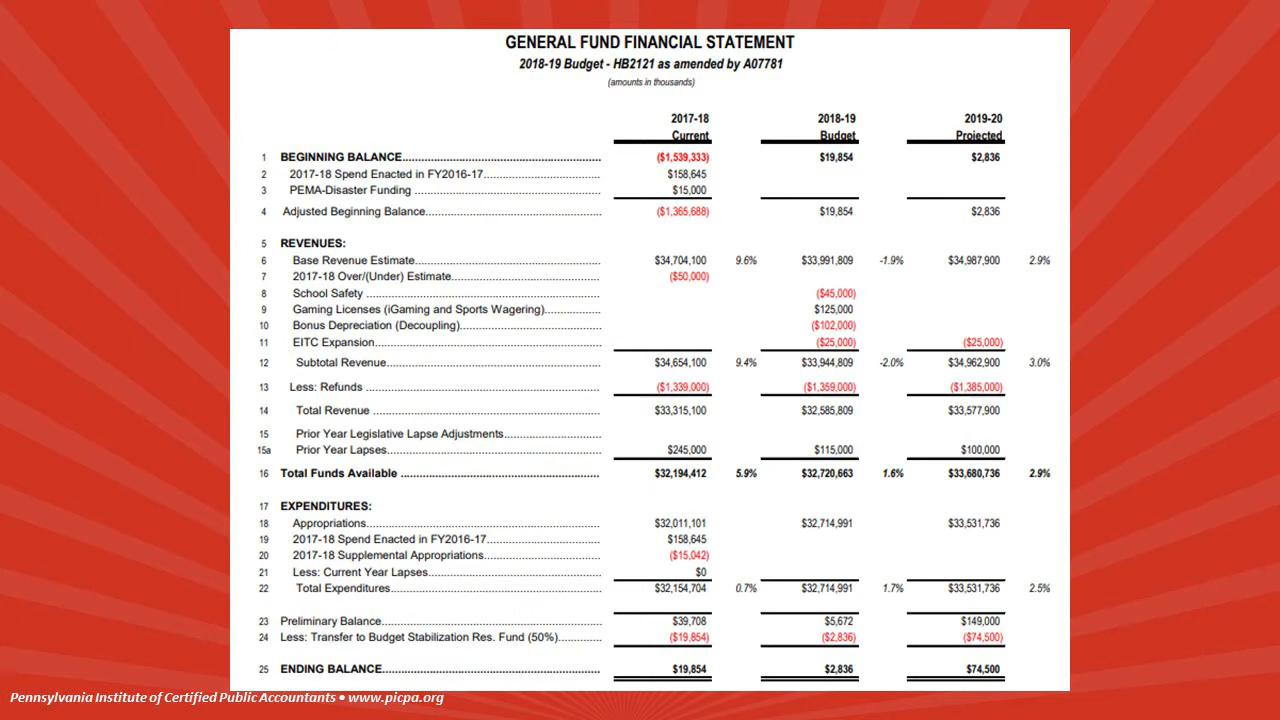 GENERAL FUND FINANCIAL STATEMENT
2018-19 Budget - HB2121 as amended by A07781
(amounts in thousands)
2017-18 2018-19 2019-20
Current Budget Projected
1 BEGINNING BALANCE ($1,539,333) $19,854 $2,836
2 2017-18 Spend Enacted in FY2016-17 $158,645
3 PEMA-Disaster Funding $15,000
4 Adjusted Beginning Balance ($1,365,688) $19,854 $2,836
5 REVENUES:
6 Base Revenue Estimate $34,704,100 9.6% $33,991,809 -1.9% $34,987,900 2.9%
7 2017-18 Over/(Under) Estimate ($50,000)
8 School Safety ($45,000)
9 Gaming Licenses (iGaming and Sports Wagering) $125,000
10 Bonus Depreciation (Decoupling) ($102,000)
11 EITC Expansion ($25,000) ($25,000)
12 Subtotal Revenue $34,654,100 9.4% $33,944,809 -2.0% $34,962,900 3.0%
13 Less: Refunds ($1,339,000) ($1,359,000) ($1,385,000)
14 Total Revenue $33,315,100 $32,585,809 $33,577,900
15 Prior Year Legislative Lapse Adjustments
15a Prior Year Lapses $245,000 $115,000 $100,000
16 Total Funds Available $32,194,412 5.9% $32,720,663 1.6% $33,680,736 2.9%
17 EXPENDITURES:
18 Appropriations $32,011,101 $32,714,991 $33,531,736
19 2017-18 Spend Enacted in FY2016-17 $158,645
20 2017-18 Supplemental Appropriations ($15,042)
21 Less: Current Year Lapses $0
22 Total Expenditures $32,154,704 0.7% $32,714,991 1.7% $33,531,736 2.5%
23 Preliminary Balance $39,708 $5,672 $149,000
24 Less: Transfer to Budget Stabilization Res. Fund (50%) ($19,854) ($2,836) ($74,500)
25 ENDING BALANCE $19,854 $2,836 $74,500
Pennsylvania Institute of Certified Public Accountants • www.picpa.org